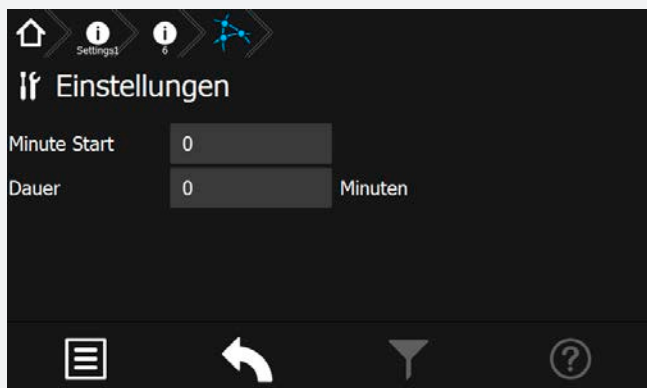 Settings1
6
Einstellungen
Minute Start 0
Dauer 0 Minuten